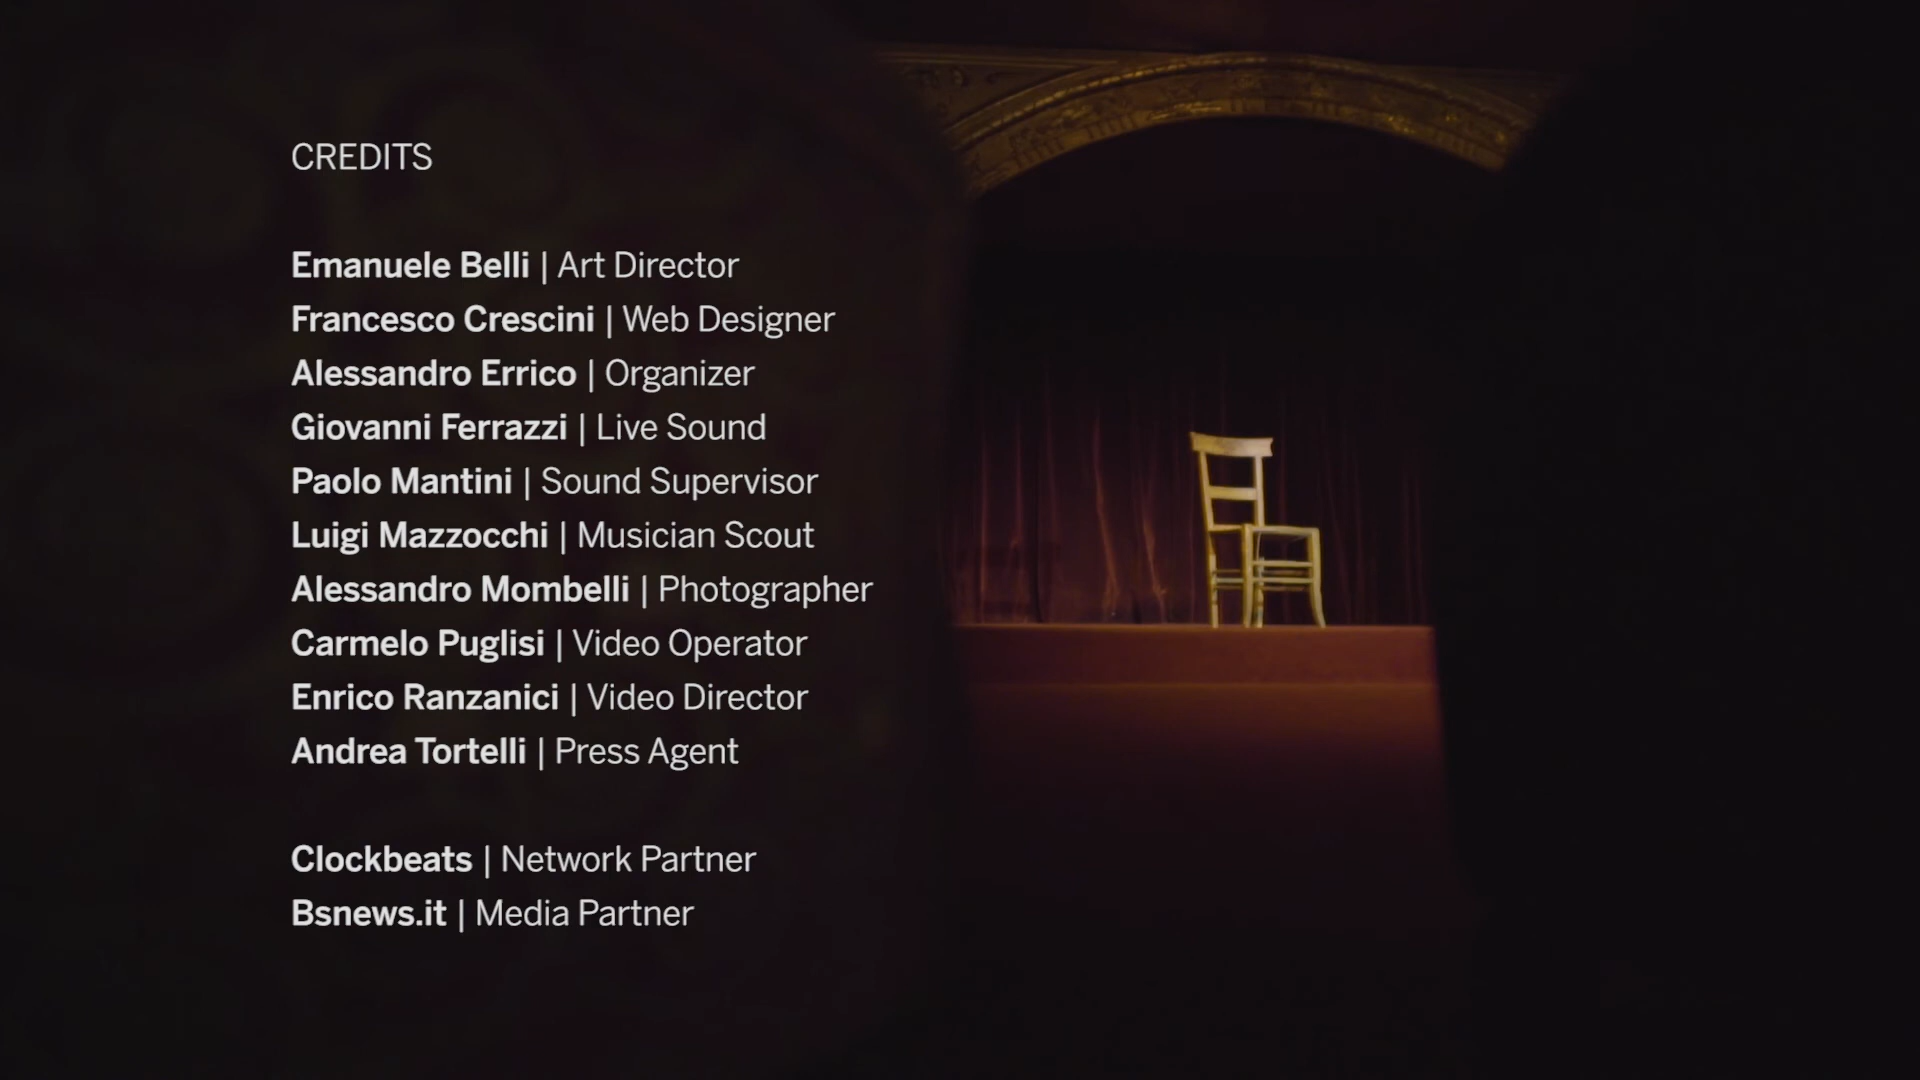 CREDITS
Emanuele Belli | Art Director
Francesco Crescini | Web Designer
Alessandro Errico | Organizer
Giovanni Ferrazzi | Live Sound
Paolo Mantini | Sound Supervisor
Luigi Mazzocchi | Musician Scout
Alessandro Mombelli | Photographer
Carmelo Puglisi | Video Operator
Enrico Ranzanici | Video Director
Andrea Tortelli | Press Agent
Clockbeats | Network Partner
Bsnews.it | Media Partner